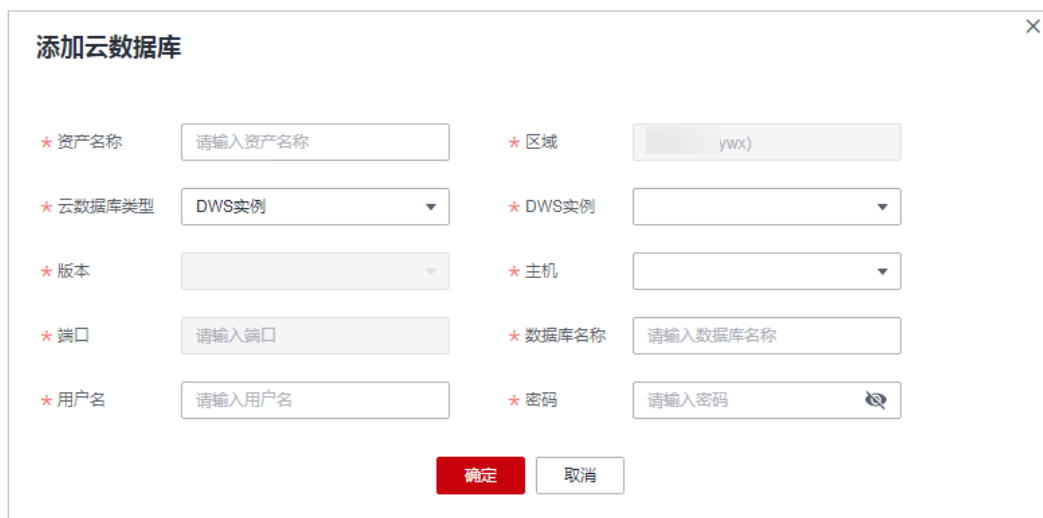 添加云数据库
* 资产名称 请输入资产名称 * 区域 ywx)
* 云数据库类型 DWS实例 * DWS实例
* 版本 * 主机
* 端口 请输入端口 * 数据库名称 请输入数据库名称
* 用户名 请输入用户名 * 密码 请输入密码
确定 取消